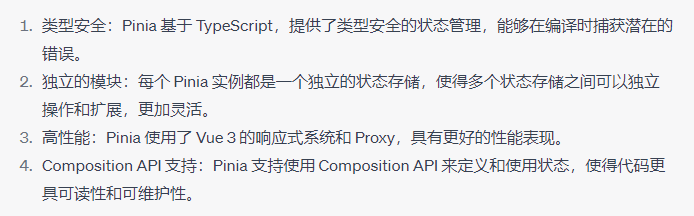 1. 类型安全：Pinia 基于 TypeScript，提供了类型安全的状态管理，能够在编译时捕获潜在的
错误。
2. 独立的模块：每个 Pinia 实例都是一个独立的状态存储，使得多个状态存储之间可以独立
操作和扩展，更加灵活。
3. 高性能：Pinia 使用了 Vue 3 的响应式系统和 Proxy，具有更好的性能表现。
4. Composition API 支持：Pinia 支持使用 Composition API 来定义和使用状态，使得代码更
具可读性和可维护性。